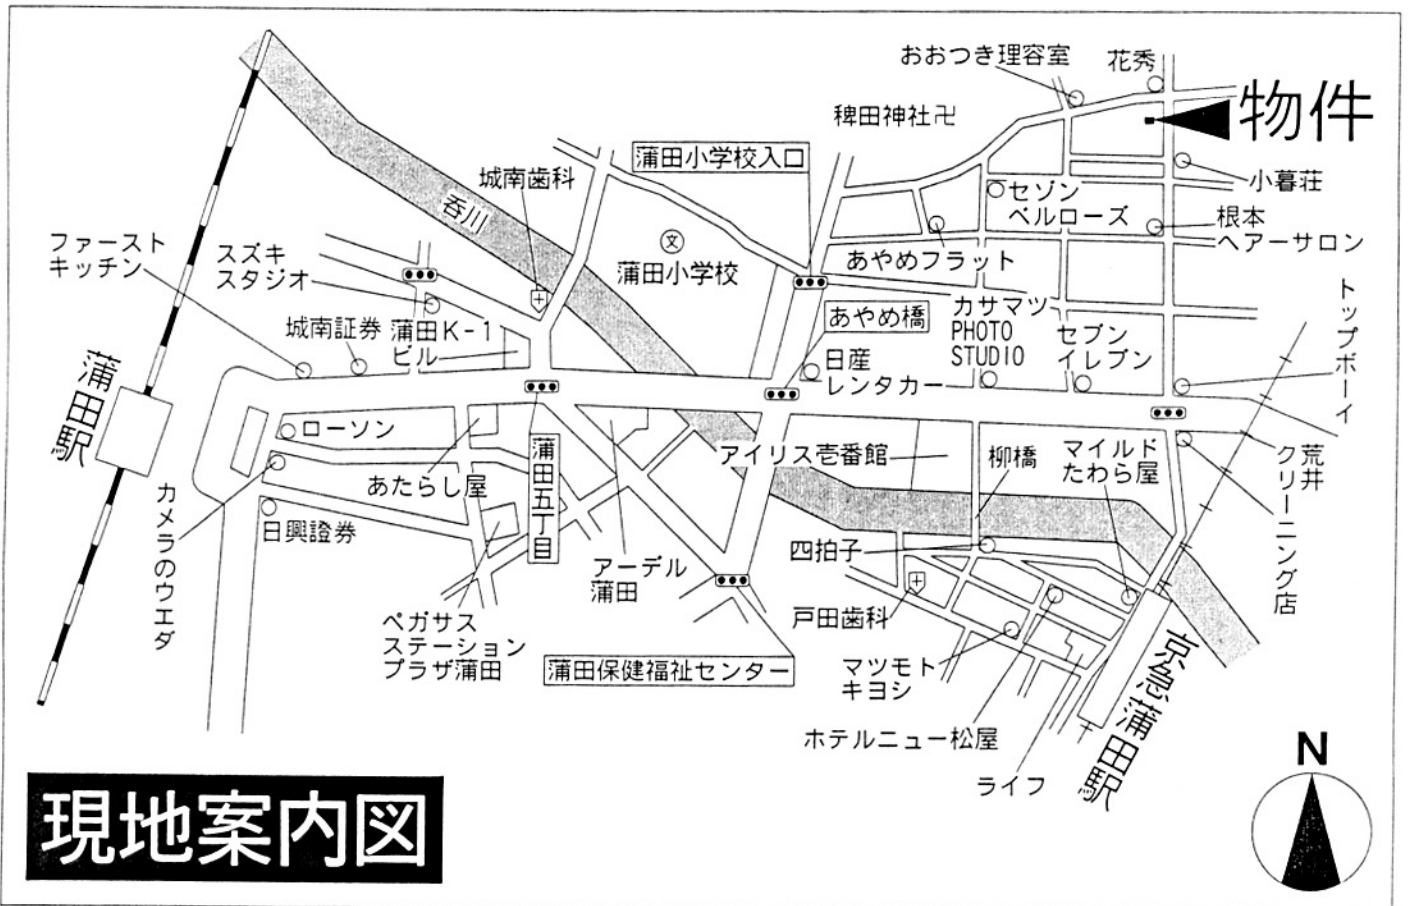 おおつき理容室
花秀
物件
稗田神社卍
蒲田小学校入口
城南歯科
小暮荘
セゾン
ベルローズ
根本
ヘアーサロン
呑川
文
蒲田小学校
ファースト
キッチン
スズキ
スタジオ
あやめフラット
トップボーイ
カサマツ
PHOTO
STUDIO
あやめ橋
セブン
イレブン
城南証券
蒲田K-1
ビル
日産
レンタカー
蒲田駅
ローソン
蒲田五丁目
アイリス壱番館
柳橋
マイルド
たわら屋
荒井
クリーニング店
あたらし屋
カメラのウエダ
日興證券
四拍子
アーデル
蒲田
戸田歯科
ペガサス
ステーション
プラザ蒲田
蒲田保健福祉センター
マツモト
キヨシ
京急蒲田駅
ホテルニュー松屋
ライフ
N
現地案内図